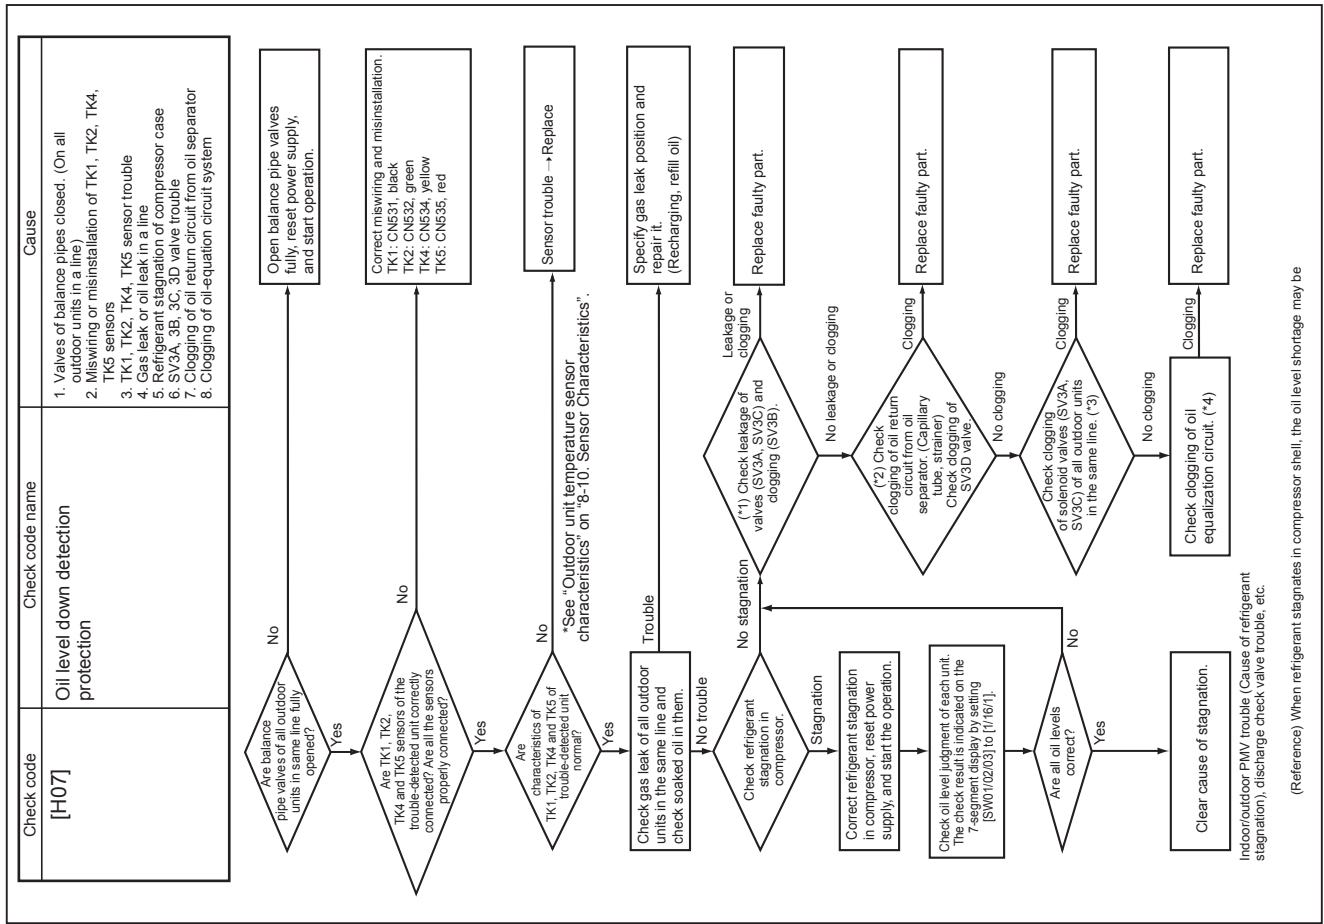 Check code
Check code name
Cause
[H07]
Oil level down detection
protection
1. Valves of balance pipes closed. (On all
outdoor units in a line)
2. Miswiring or misinstallation of TK1, TK2, TK4,
TK5 sensors
3. TK1, TK2, TK4, TK5 sensor trouble
4. Gas leak or oil leak in a line
5. Refrigerant stagnation of compressor case
6. SV3A, 3B, 3C, 3D valve trouble
7. Clogging of oil return circuit from oil separator
8. Clogging of oil-equation circuit system
Are balance
pipe valves of all outdoor
units in same line fully
opened?
No
Open balance pipe valves
fully, reset power supply,
and start operation.
Yes
Are TK1, TK2,
TK4 and TK5 sensors of the
trouble-detected unit correctly
connected? Are all the sensors
properly connected?
No
Correct miswiring and misinstallation.
TK1: CN531, black
TK2: CN532, green
TK4: CN534, yellow
TK5: CN535, red
Yes
Are
characteristics of
TK1, TK2, TK4 and TK5 of
trouble-detected unit
normal?
No
Sensor trouble → Replace
*See “Outdoor unit temperature sensor
characteristics” on “8-10. Sensor Characteristics”.
Yes
Check gas leak of all outdoor
units in the same line and
check soaked oil in them.
Trouble
Specify gas leak position and
repair it.
(Recharging, refill oil)
No trouble
Check refrigerant
stagnation in
compressor.
No stagnation
(*1) Check leakage of
valves (SV3A, SV3C) and
clogging (SV3B).
Leakage or
clogging
Replace faulty part.
Stagnation
No leakage or clogging
Correct refrigerant stagnation
in compressor, reset power
supply, and start the operation.
(*2) Check
clogging of oil return
circuit from oil
separator. (Capillary
tube, strainer)
Check clogging of
SV3D valve.
Clogging
Replace faulty part.
Check oil level judgment of each unit.
The check result is indicated on the
7-segment display by setting
[SW01/02/03] to [1/16/1].
No clogging
Are all oil levels
correct?
No
Check clogging
of solenoid valves (SV3A,
SV3C) of all outdoor units
in the same line. (*3)
Clogging
Replace faulty part.
Yes
No clogging
Clear cause of stagnation.
Check clogging of oil
equalization circuit. (*4)
Clogging
Replace faulty part.
Indoor/outdoor PMV trouble (Cause of refrigerant
stagnation), discharge check valve trouble, etc.
(Reference) When refrigerant stagnates in compressor shell, the oil level shortage may be